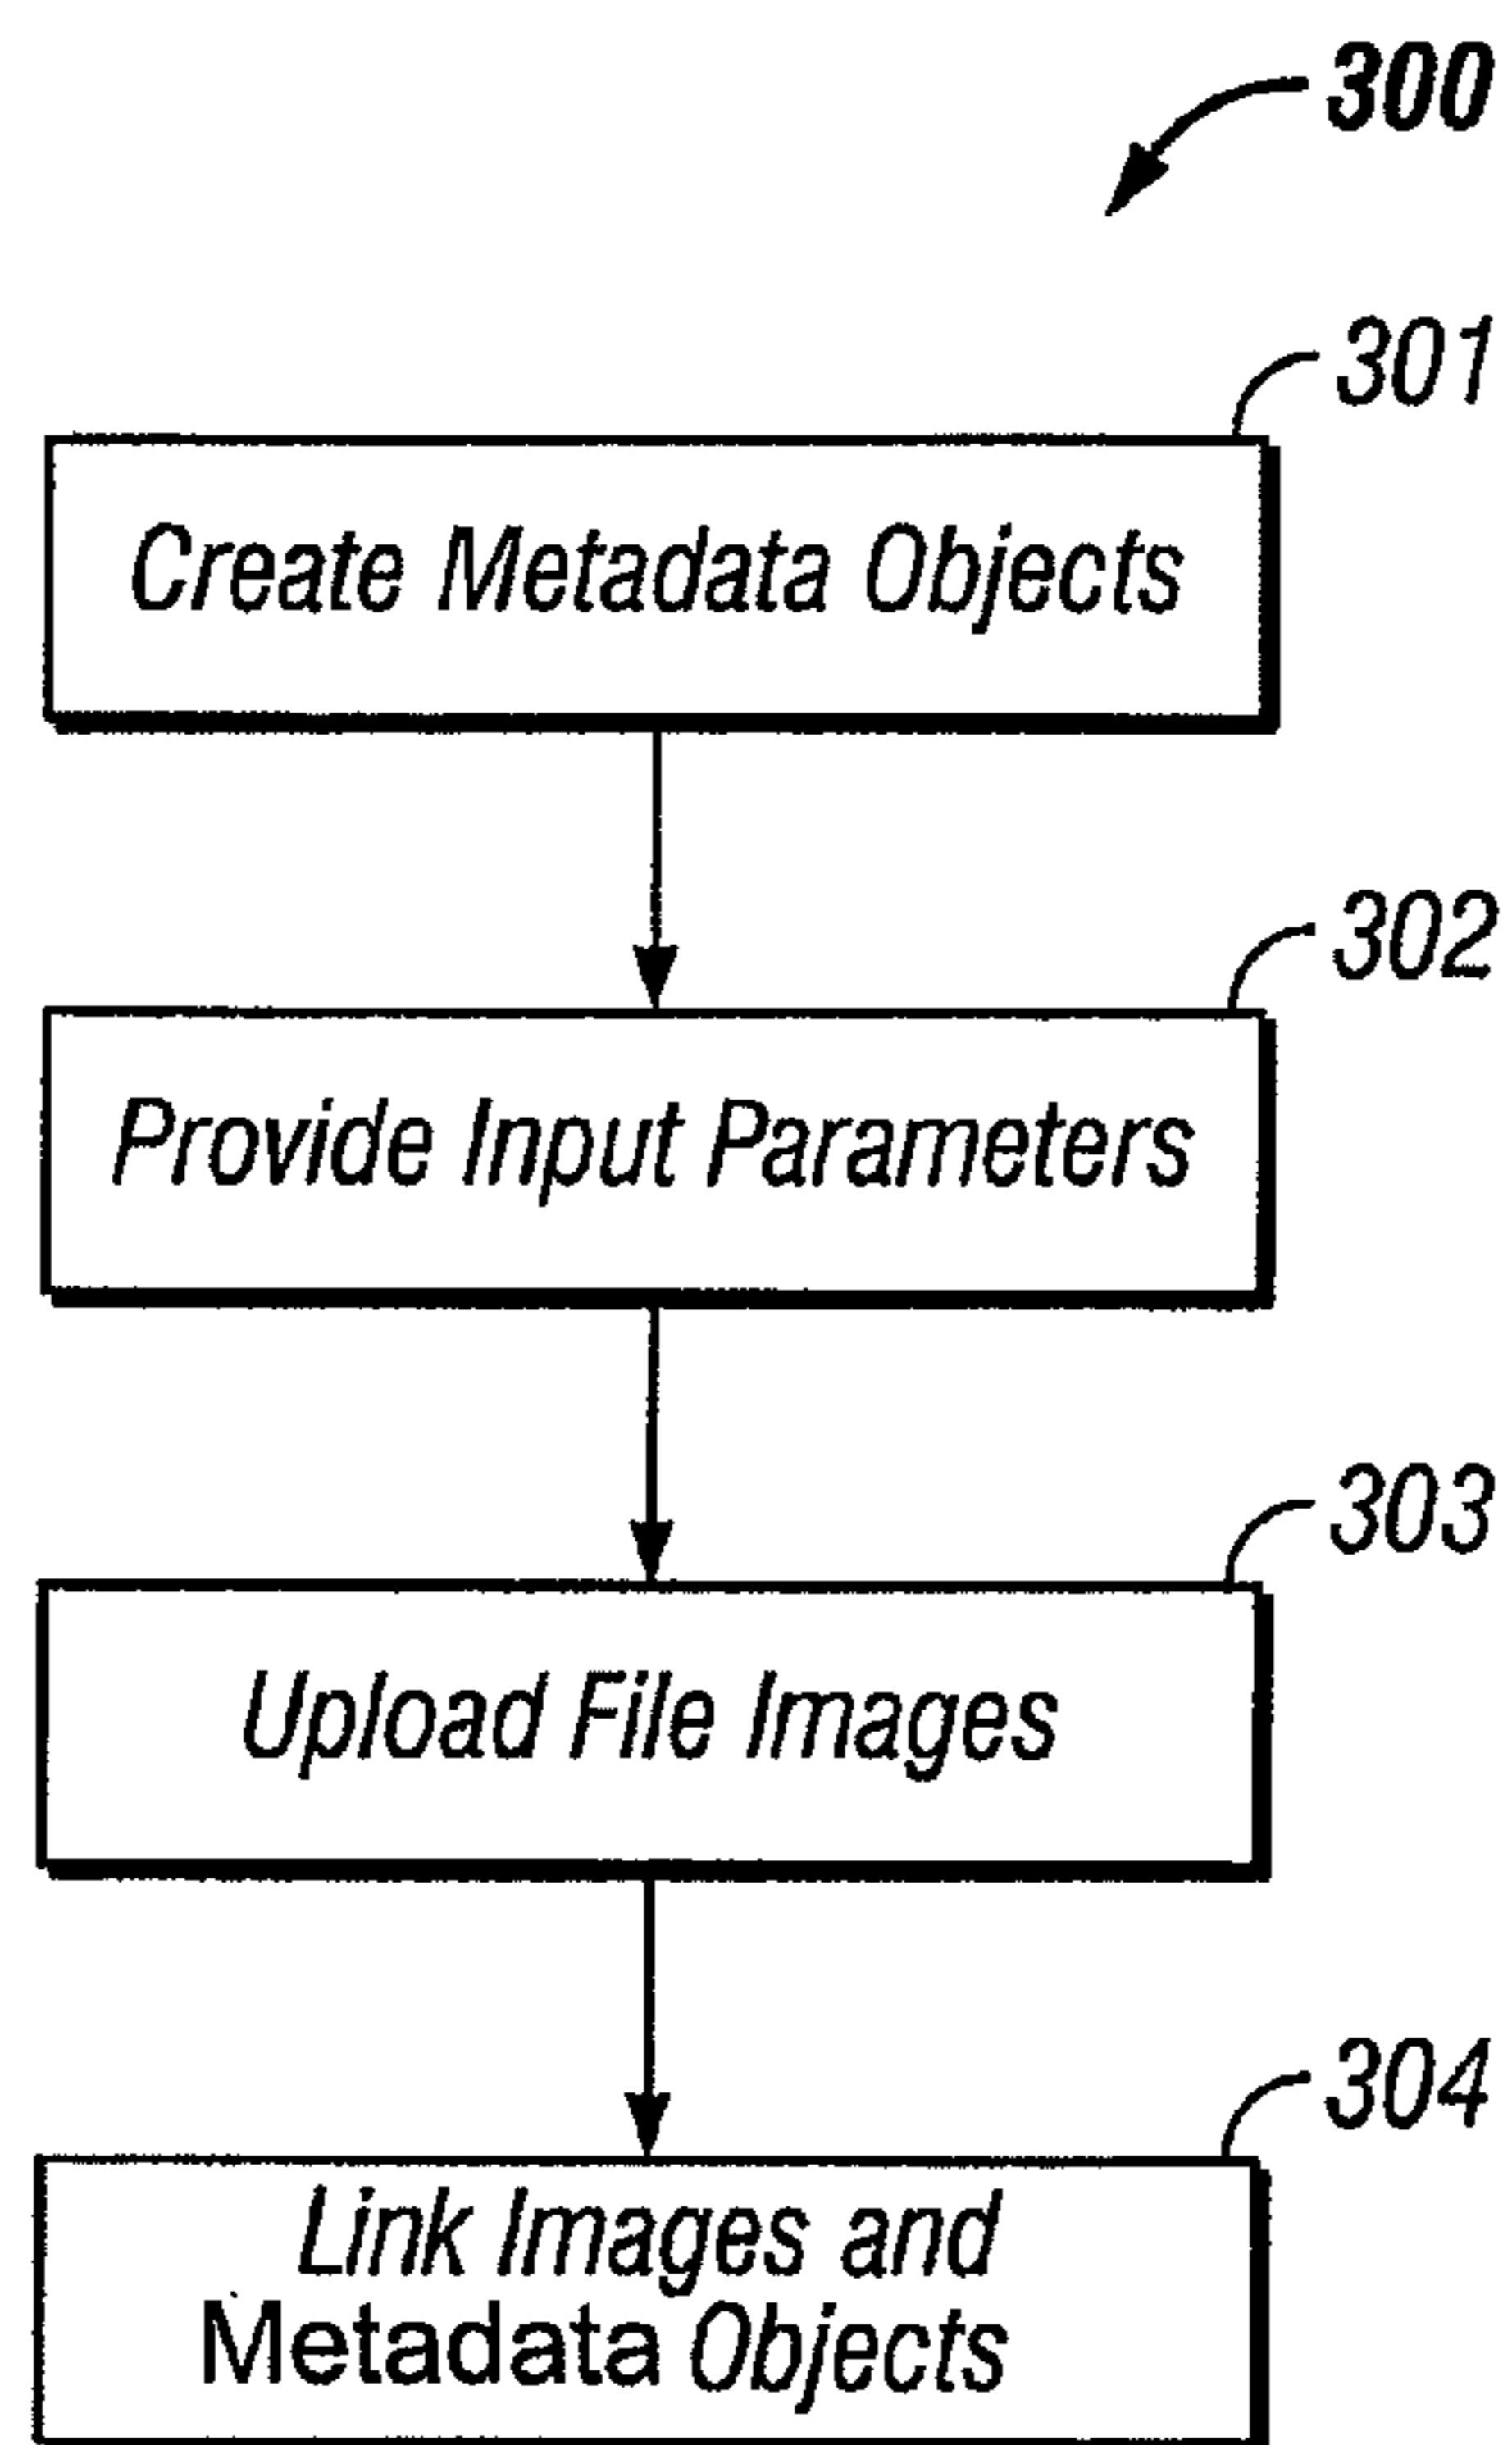 300
301
Create Metadata Objects
302
Provide Input Parameters
303
Upload File Images
304
Link Images and
Metadata Objects